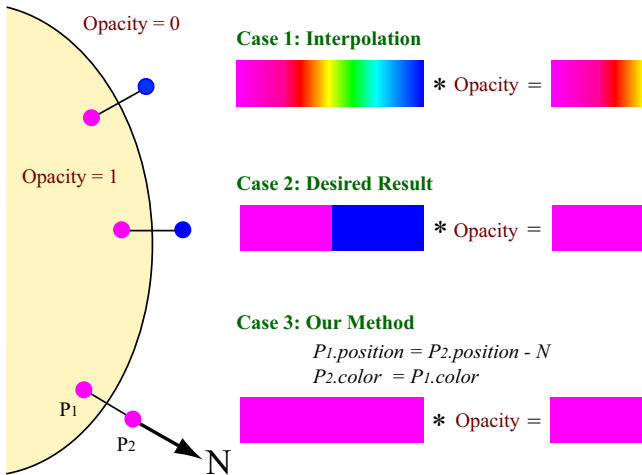 Opacity = 0
Opacity = 1
P1
P2
N
Case 1: Interpolation
* Opacity =
Case 2: Desired Result
* Opacity =
Case 3: Our Method
P1.position = P2.position - N
P2.color = P1.color
* Opacity =